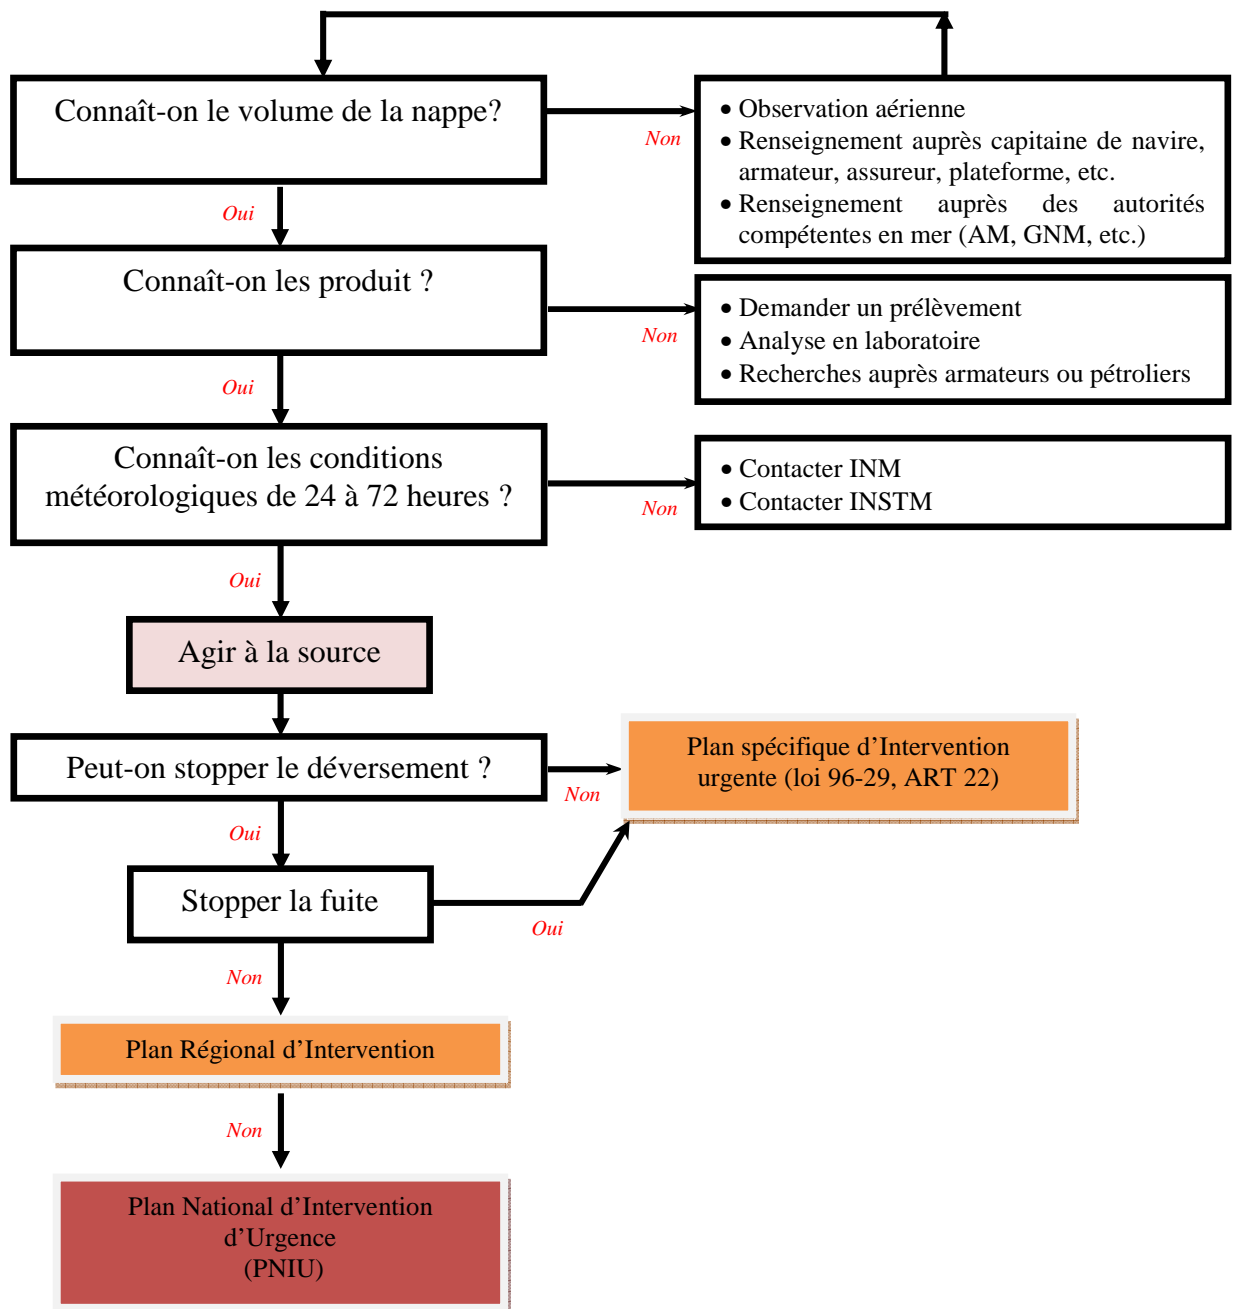 Connaît-on le volume de la nappe?
Non
• Observation aérienne
• Renseignement auprès capitaine de navire,
armateur, assureur, plateforme, etc.
• Renseignement auprès des autorités
compétentes en mer (AM, GNM, etc.)
Oui
Connaît-on les produit ?
Non
• Demander un prélèvement
• Analyse en laboratoire
• Recherches auprès armateurs ou pétroliers
Oui
Connaît-on les conditions
météorologiques de 24 à 72 heures ?
Non
• Contacter INM
• Contacter INSTM
Oui
Agir à la source
Peut-on stopper le déversement ?
Non
Plan spécifique d’Intervention
urgente (loi 96-29, ART 22)
Oui
Stopper la fuite
Oui
Non
Plan Régional d’Intervention
Non
Plan National d’Intervention
d’Urgence
(PNIU)